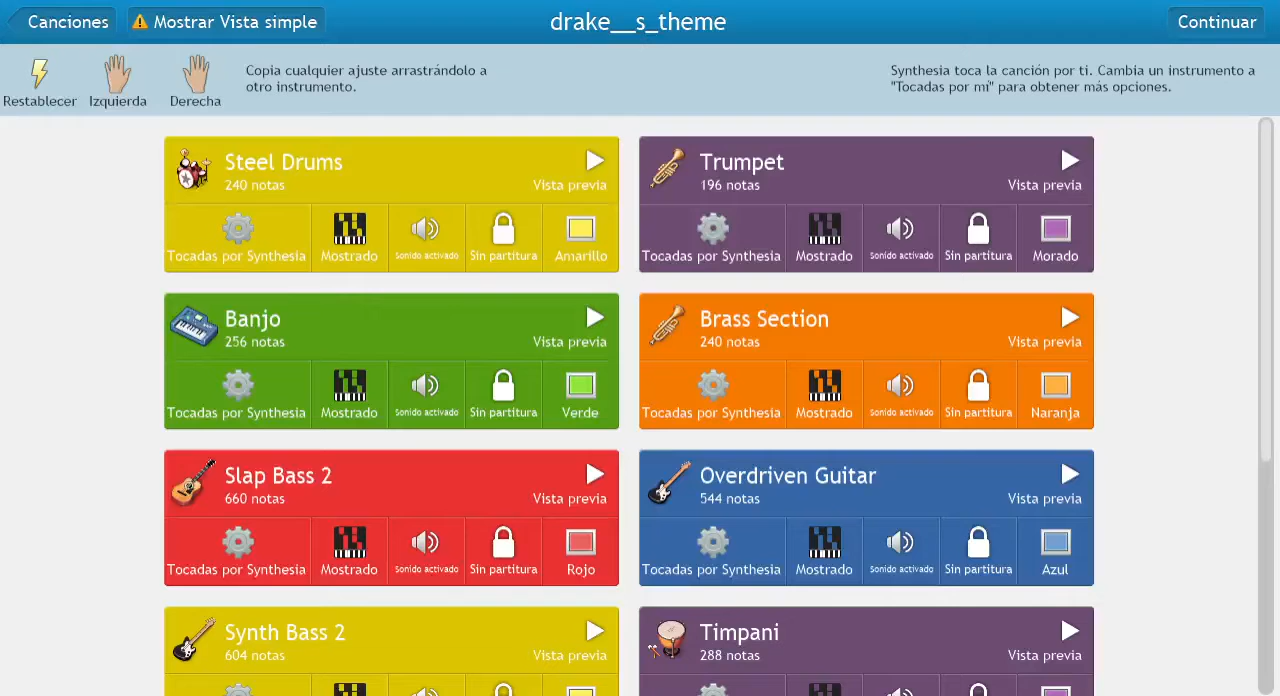 Canciones
Mostrar Vista simple
drake__s_theme
Continuar
Restablecer
Izquierda
Derecha
Copia cualquier ajuste arrastrándolo a
otro instrumento.
Synthesia toca la canción por ti. Cambia un instrumento a
"Tocadas por mí" para obtener más opciones.
Steel Drums
240 notas
Vista previa
Tocadas por Synthesia
Mostrado
Sonido activado
Sin partitura
Amarillo
Trumpet
196 notas
Vista previa
Tocadas por Synthesia
Mostrado
Sonido activado
Sin partitura
Morado
Banjo
256 notas
Vista previa
Tocadas por Synthesia
Mostrado
Sonido activado
Sin partitura
Verde
Brass Section
240 notas
Vista previa
Tocadas por Synthesia
Mostrado
Sonido activado
Sin partitura
Naranja
Slap Bass 2
660 notas
Vista previa
Tocadas por Synthesia
Mostrado
Sonido activado
Sin partitura
Rojo
Overdriven Guitar
544 notas
Vista previa
Tocadas por Synthesia
Mostrado
Sonido activado
Sin partitura
Azul
Synth Bass 2
604 notas
Vista previa
Timpani
288 notas
Vista previa